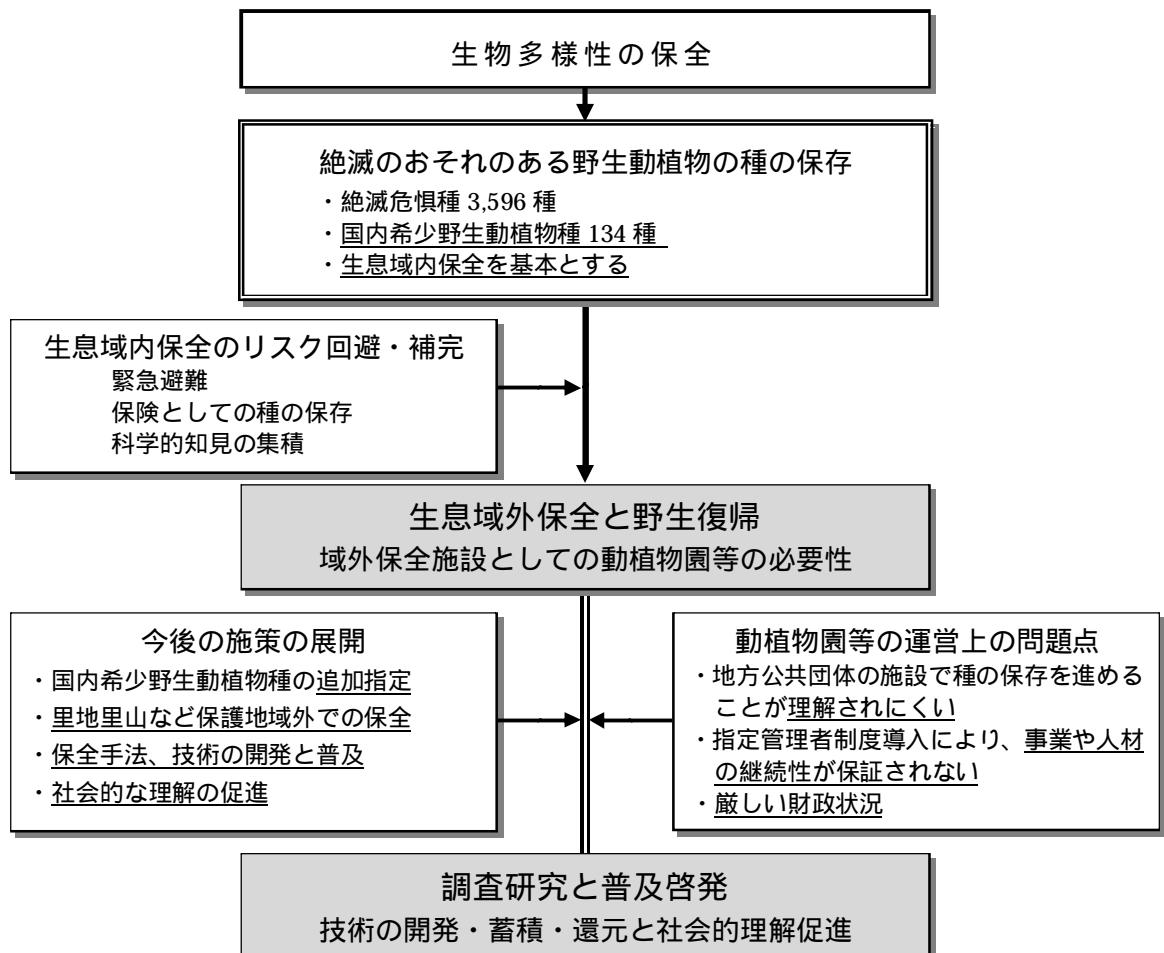 生物多様性の保全
絶滅のおそれのある野生動植物の種の保存
・絶滅危惧種 3,596 種
・国内希少野生動植物種 134 種
・生息域内保全を基本とする
生息域内保全のリスク回避・補完
緊急避難
保険としての種の保存
科学的知見の集積
生息域外保全と野生復帰
域外保全施設としての動植物園等の必要性
今後の施策の展開
・国内希少野生動植物種の追加指定
・里地里山など保護地域外での保全
・保全手法、技術の開発と普及
・社会的な理解の促進
動植物園等の運営上の問題点
・地方公共団体の施設で種の保存を進める
ことが理解されにくい
・指定管理者制度導入により、事業や人材
の継続性が保証されない
・厳しい財政状況
調査研究と普及啓発
技術の開発・蓄積・還元と社会的理解促進